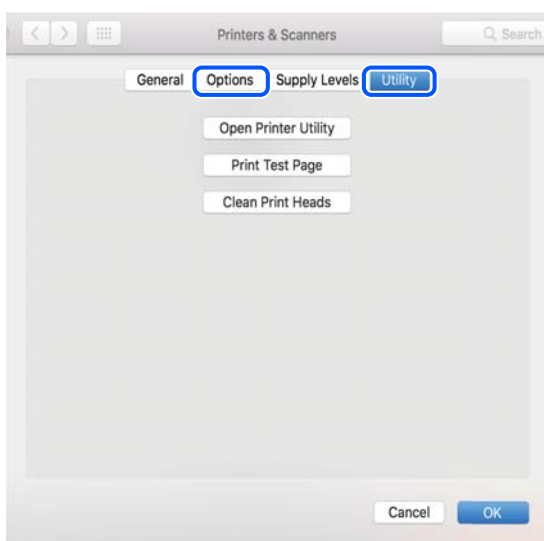 Printers & Scanners Search
General Options Supply Levels Utility
Open Printer Utility
Print Test Page
Clean Print Heads
Cancel OK